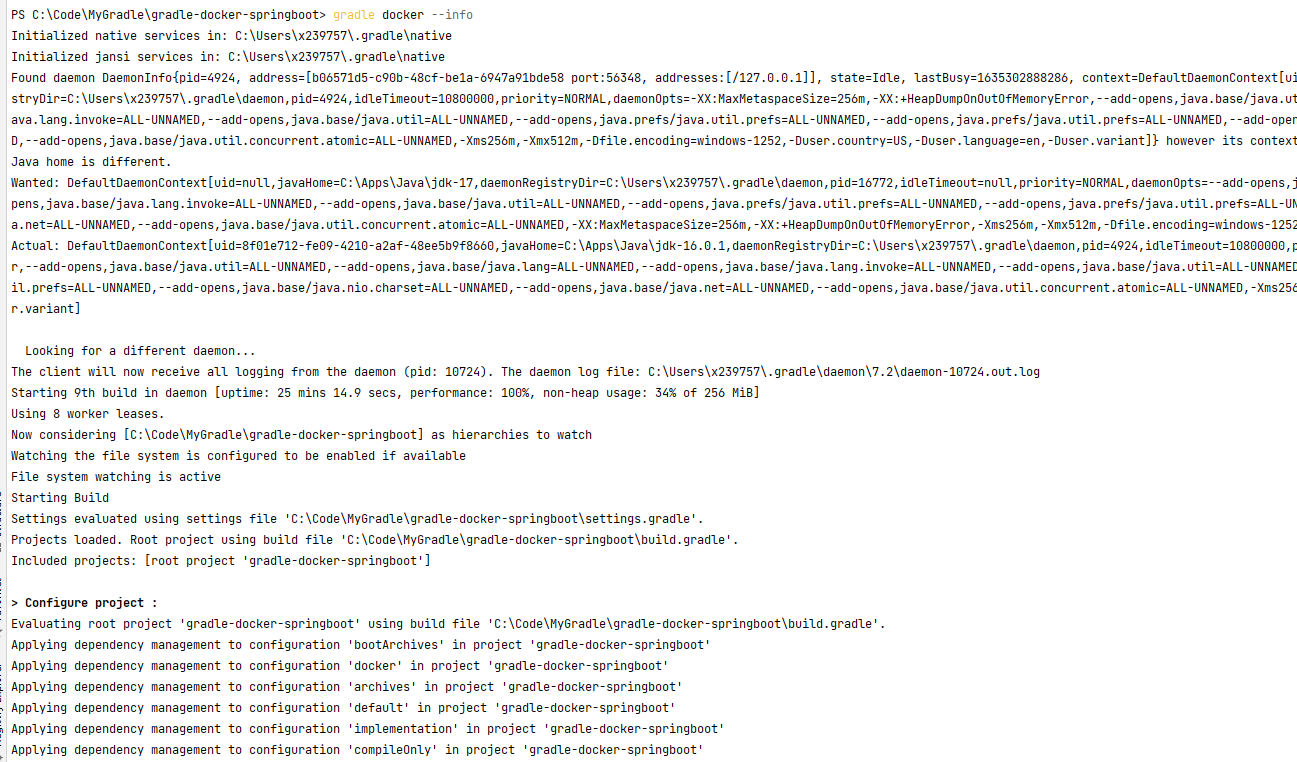 PS C:\Code\MyGradle\gradle-docker-springboot> gradle docker --info
Initialized native services in: C:\Users\x239757\.gradle\native
Initialized jansi services in: C:\Users\x239757\.gradle\native
Found daemon DaemonInfo{pid=4924, address=[b06571d5-c90b-48cf-be1a-6947a91bde58 port:56348, addresses:[/127.0.0.1]], state=Idle, lastBusy=1635302888286, context=DefaultDaemonContext[ui
stryDir=C:\Users\x239757\.gradle\daemon,pid=4924,idleTimeout=10800000,priority=NORMAL,daemonOpts=-XX:MaxMetaspaceSize=256m,-XX:+HeapDumpOnOutOfMemoryError,--add-opens,java.base/java.ut
ava.lang.invoke=ALL-UNNAMED,--add-opens,java.base/java.util=ALL-UNNAMED,--add-opens,java.prefs/java.util.prefs=ALL-UNNAMED,--add-opens,java.prefs/java.util.prefs=ALL-UNNAMED,--add-open
D,--add-opens,java.base/java.util.concurrent.atomic=ALL-UNNAMED,-Xms256m,-Xmx512m,-Dfile.encoding=windows-1252,-Duser.country=US,-Duser.language=en,-Duser.variant]} however its context
Java home is different.
Wanted: DefaultDaemonContext[uid=null,javaHome=C:\Apps\Java\jdk-17,daemonRegistryDir=C:\Users\x239757\.gradle\daemon,pid=16772,idleTimeout=null,priority=NORMAL,daemonOpts=--add-opens,j
pens,java.base/java.lang.invoke=ALL-UNNAMED,--add-opens,java.base/java.util=ALL-UNNAMED,--add-opens,java.prefs/java.util.prefs=ALL-UNNAMED,--add-opens,java.prefs/java.util.prefs=ALL-UN
a.net=ALL-UNNAMED,--add-opens,java.base/java.util.concurrent.atomic=ALL-UNNAMED,-XX:MaxMetaspaceSize=256m,-XX:+HeapDumpOnOutOfMemoryError,-Xms256m,-Xmx512m,-Dfile.encoding=windows-1252
Actual: DefaultDaemonContext[uid=8f01e712-fe09-4210-a2af-48ee5b9f8660,javaHome=C:\Apps\Java\jdk-16.0.1,daemonRegistryDir=C:\Users\x239757\.gradle\daemon,pid=4924,idleTimeout=10800000,p
r,--add-opens,java.base/java.util=ALL-UNNAMED,--add-opens,java.base/java.lang=ALL-UNNAMED,--add-opens,java.base/java.lang.invoke=ALL-UNNAMED,--add-opens,java.base/java.util=ALL-UNNAMED
il.prefs=ALL-UNNAMED,--add-opens,java.base/java.nio.charset=ALL-UNNAMED,--add-opens,java.base/java.net=ALL-UNNAMED,--add-opens,java.base/java.util.concurrent.atomic=ALL-UNNAMED,-Xms256
r.variant]
Looking for a different daemon...
The client will now receive all logging from the daemon (pid: 10724). The daemon log file: C:\Users\x239757\.gradle\daemon\7.2\daemon-10724.out.log
Starting 9th build in daemon [uptime: 25 mins 14.9 secs, performance: 100%, non-heap usage: 34% of 256 MiB]
Using 8 worker leases.
Now considering [C:\Code\MyGradle\gradle-docker-springboot] as hierarchies to watch
Watching the file system is configured to be enabled if available
File system watching is active
Starting Build
Settings evaluated using settings file 'C:\Code\MyGradle\gradle-docker-springboot\settings.gradle'.
Projects loaded. Root project using build file 'C:\Code\MyGradle\gradle-docker-springboot\build.gradle'.
Included projects: [root project 'gradle-docker-springboot']
> Configure project :
Evaluating root project 'gradle-docker-springboot' using build file 'C:\Code\MyGradle\gradle-docker-springboot\build.gradle'.
Applying dependency management to configuration 'bootArchives' in project 'gradle-docker-springboot'
Applying dependency management to configuration 'docker' in project 'gradle-docker-springboot'
Applying dependency management to configuration 'archives' in project 'gradle-docker-springboot'
Applying dependency management to configuration 'default' in project 'gradle-docker-springboot'
Applying dependency management to configuration 'implementation' in project 'gradle-docker-springboot'
Applying dependency management to configuration 'compileOnly' in project 'gradle-docker-springboot'